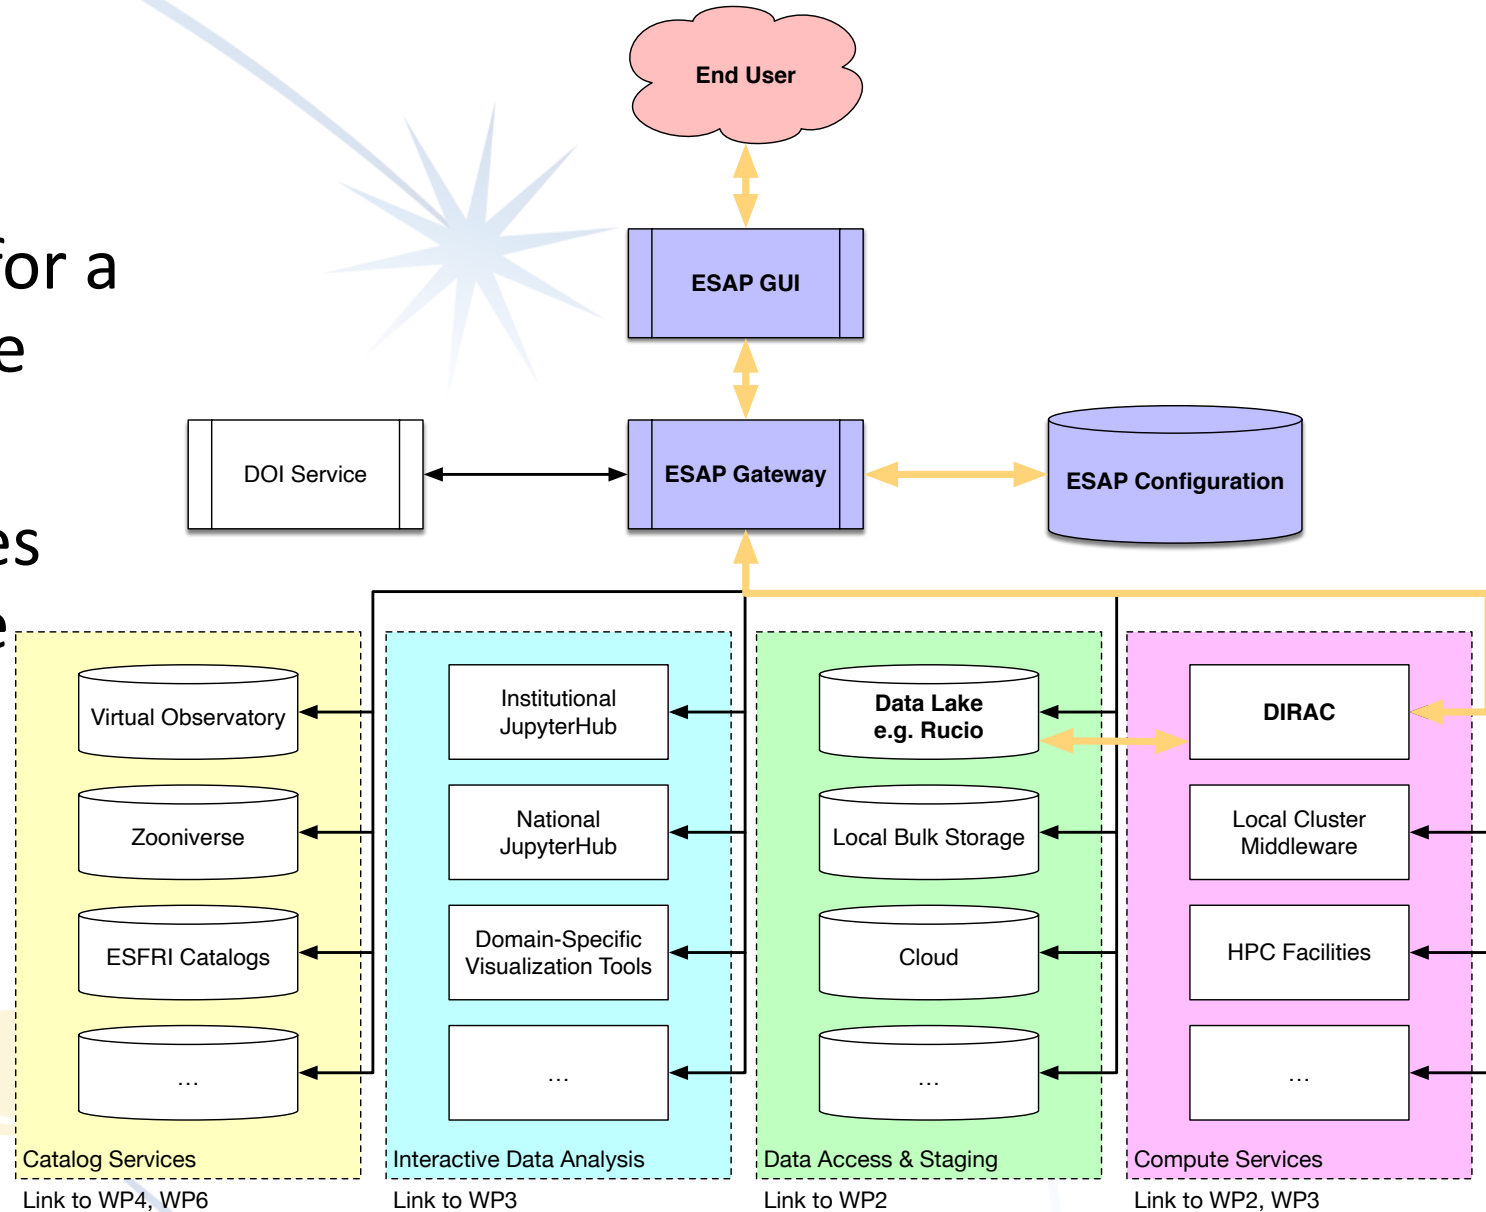 End User
for a
ESAP GUI
e
DOI Service
ESAP Gateway
ESAP Configuration
es
e
Virtual Observatory
Zooniverse
ESFRI Catalogs
...
Catalog Services
Link to WP4, WP6
Institutional
JupyterHub
National
JupyterHub
Domain-Specific
Visualization Tools
...
Interactive Data Analysis
Link to WP3
Data Lake
e.g. Rucio
Local Bulk Storage
Cloud
...
Data Access & Staging
Link to WP2
DIRAC
Local Cluster
Middleware
HPC Facilities
...
Compute Services
Link to WP2, WP3